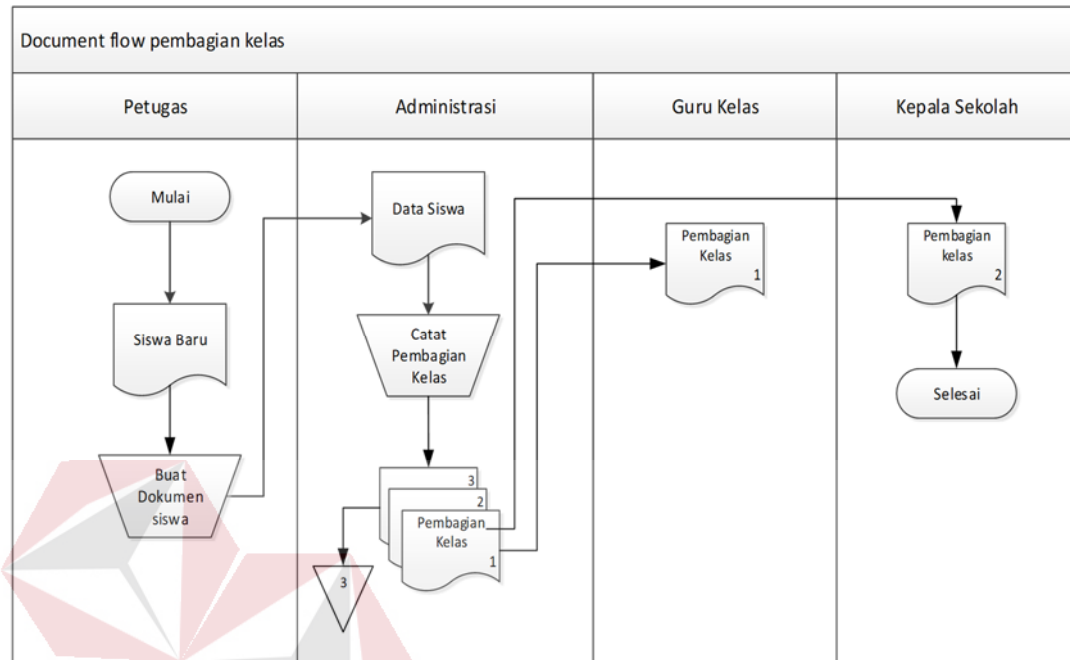 Document flow pembagian kelas
Petugas
Administrasi
Guru Kelas
Kepala Sekolah
Mulai
Siswa Baru
Buat
Dokumen
siswa
Data Siswa
Catat
Pembagian
Kelas
3
2
Pembagian
Kelas
1
3
Pembagian
Kelas
1
Pembagian
kelas
2
Selesai